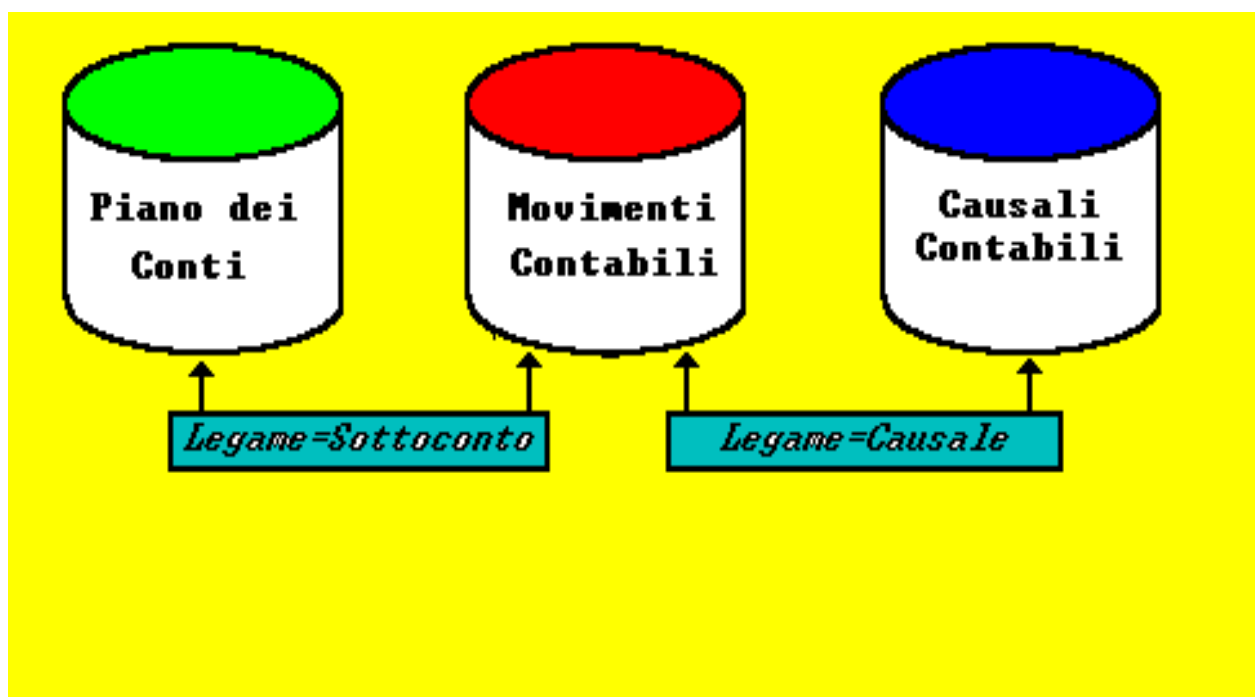 Piano dei
Conti
Movimenti
Contabili
Causali
Contabili
Legame=Sottoconto
Legame=Causale